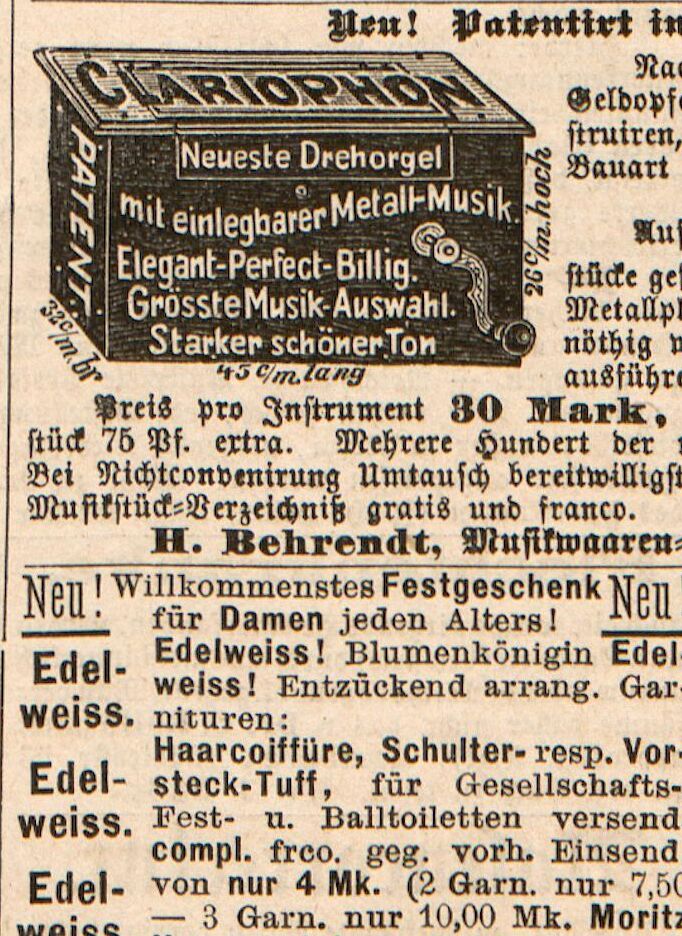 Neu! Patentirt in
CLARIOPHON
PATENT.
Neueste Drehorgel
mit einlegbarer Metall-Musik.
Elegant-Perfect-Billig.
Grösste Musik-Auswahl.
Starker schöner Ton
32 c/m. br
45 c/m. lang
26 c/m. hoch
Nac
Geldopfe
struiren,
Bauart
Auf
stücke ges
Metallpl
nöthig w
ausführe
Preis pro Instrument 30 Mark,
stück 75 Pf. extra. Mehrere Hundert der
Bei Nichtconvenirung Umtausch bereitwilligst
Musikstück-Verzeichniß gratis und franco.
H. Behrendt, Musikwaaren-
Neu! Willkommenstes Festgeschenk Neu
für Damen jeden Alters!
Edelweiss! Blumenkönigin Edel-
weiss! Entzückend arrang. Gar-
nituren:
Haarcoiffüre, Schulter- resp. Vor-
steck-Tuff, für Gesellschafts-
Fest- u. Balltoiletten versend
compl. frco. geg. vorh. Einsend
von nur 4 Mk. (2 Garn. nur 7,50
— 3 Garn. nur 10,00 Mk. Moritz
Edel-
weiss.
Edel-
weiss.
Edel-
weiss